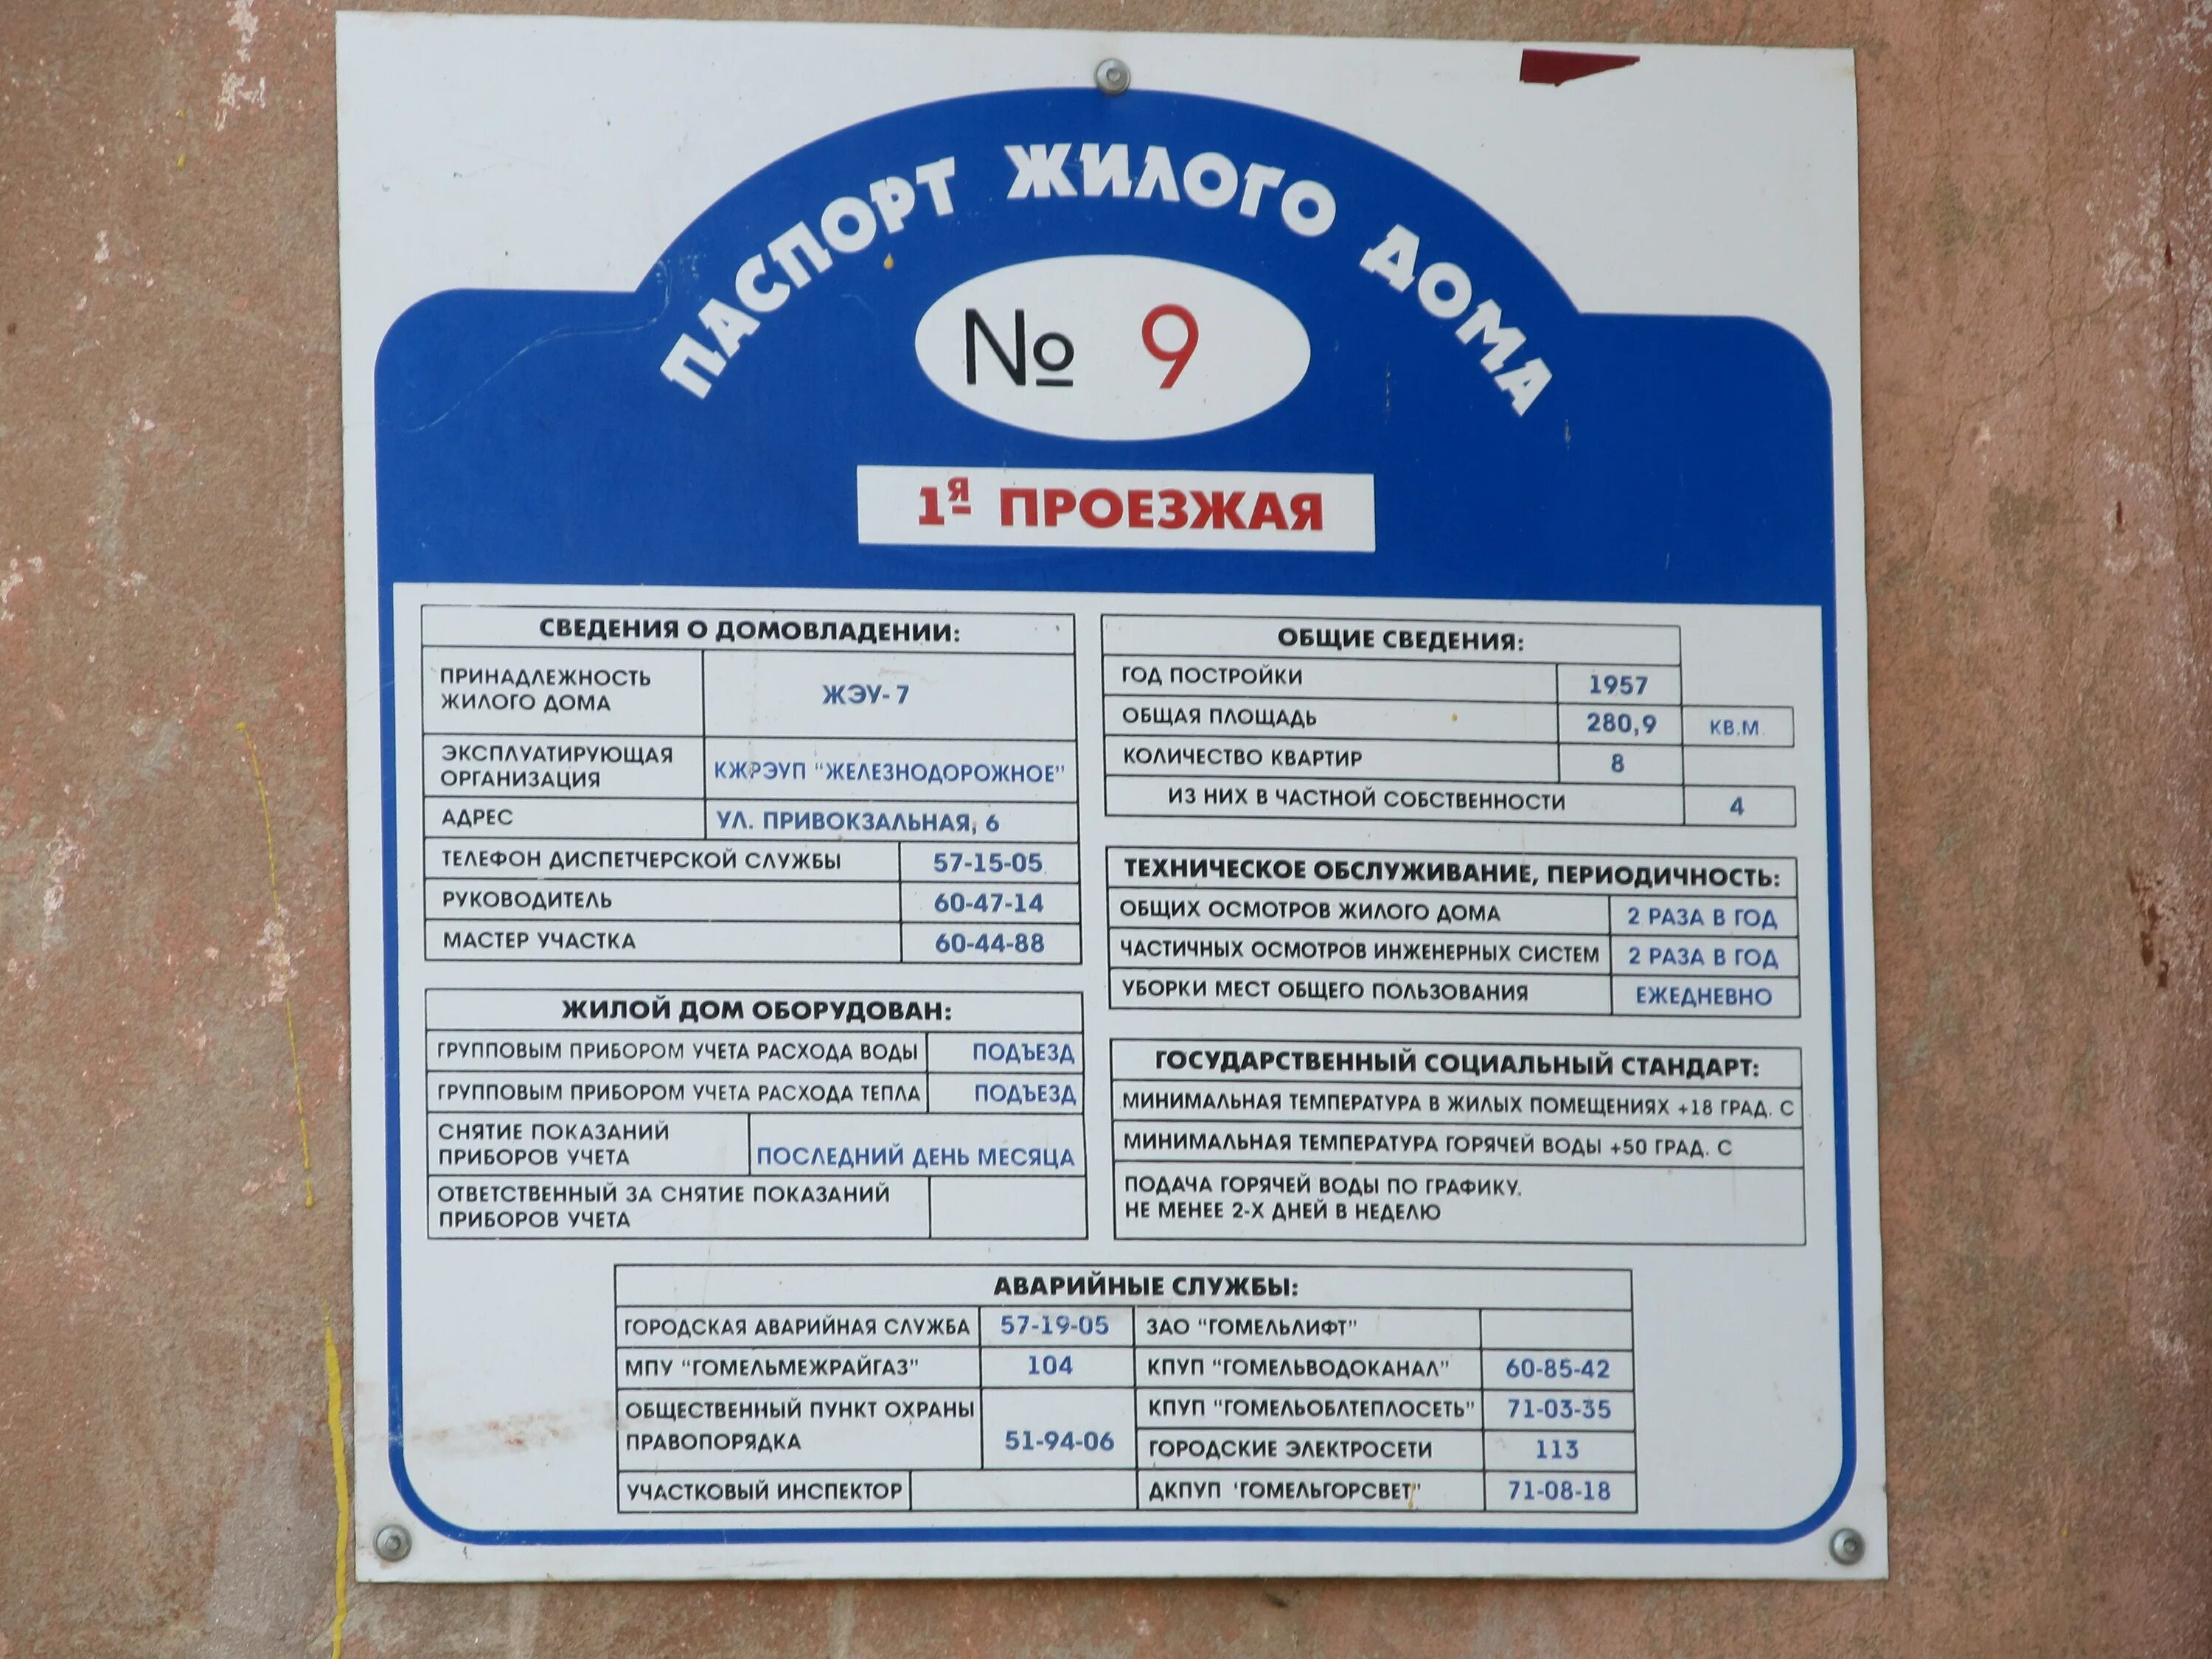 ПАСПОРТ ЖИЛОГО ДОМА
№ 9
1я ПРОЕЗЖАЯ
СВЕДЕНИЯ О ДОМОВЛАДЕНИИ:
ПРИНАДЛЕЖНОСТЬ
ЖИЛОГО ДОМА
ЖЭУ-7
ЭКСПЛУАТИРУЮЩАЯ
ОРГАНИЗАЦИЯ
КЖРЭУП "ЖЕЛЕЗНОДОРОЖНОЕ"
АДРЕС УЛ. ПРИВОКЗАЛЬНАЯ, 6
ТЕЛЕФОН ДИСПЕТЧЕРСКОЙ СЛУЖБЫ 57-15-05
РУКОВОДИТЕЛЬ 60-47-14
МАСТЕР УЧАСТКА 60-44-88
ЖИЛОЙ ДОМ ОБОРУДОВАН:
ГРУППОВЫМ ПРИБОРОМ УЧЕТА РАСХОДА ВОДЫ ПОДЪЕЗД
ГРУППОВЫМ ПРИБОРОМ УЧЕТА РАСХОДА ТЕПЛА ПОДЪЕЗД
СНЯТИЕ ПОКАЗАНИЙ
ПРИБОРОВ УЧЕТА ПОСЛЕДНИЙ ДЕНЬ МЕСЯЦА
ОТВЕТСТВЕННЫЙ ЗА СНЯТИЕ ПОКАЗАНИЙ
ПРИБОРОВ УЧЕТА
ОБЩИЕ СВЕДЕНИЯ:
ГОД ПОСТРОЙКИ 1957
ОБЩАЯ ПЛОЩАДЬ 280,9 КВ.М.
КОЛИЧЕСТВО КВАРТИР 8
ИЗ НИХ В ЧАСТНОЙ СОБСТВЕННОСТИ 4
ТЕХНИЧЕСКОЕ ОБСЛУЖИВАНИЕ, ПЕРИОДИЧНОСТЬ:
ОБЩИХ ОСМОТРОВ ЖИЛОГО ДОМА 2 РАЗА В ГОД
ЧАСТИЧНЫХ ОСМОТРОВ ИНЖЕНЕРНЫХ СИСТЕМ 2 РАЗА В ГОД
УБОРКИ МЕСТ ОБЩЕГО ПОЛЬЗОВАНИЯ ЕЖЕДНЕВНО
ГОСУДАРСТВЕННЫЙ СОЦИАЛЬНЫЙ СТАНДАРТ:
МИНИМАЛЬНАЯ ТЕМПЕРАТУРА В ЖИЛЫХ ПОМЕЩЕНИЯХ +18 ГРАД. С
МИНИМАЛЬНАЯ ТЕМПЕРАТУРА ГОРЯЧЕЙ ВОДЫ +50 ГРАД. С
ПОДАЧА ГОРЯЧЕЙ ВОДЫ ПО ГРАФИКУ.
НЕ МЕНЕЕ 2-Х ДНЕЙ В НЕДЕЛЮ
АВАРИЙНЫЕ СЛУЖБЫ:
ГОРОДСКАЯ АВАРИЙНАЯ СЛУЖБА 57-19-05
МПУ "ГОМЕЛЬМЕЖРАЙГАЗ" 104
ОБЩЕСТВЕННЫЙ ПУНКТ ОХРАНЫ
ПРАВОПОРЯДКА 51-94-06
УЧАСТКОВЫЙ ИНСПЕКТОР
ЗАО "ГОМЕЛЬЛИФТ"
КПУП "ГОМЕЛЬВОДОКАНАЛ" 60-85-42
КПУП "ГОМЕЛЬОБЛТЕПЛОСЕТЬ" 71-03-35
ГОРОДСКИЕ ЭЛЕКТРОСЕТИ 113
ДКПУП 'ГОМЕЛЬГОРСВЕТ" 71-08-18